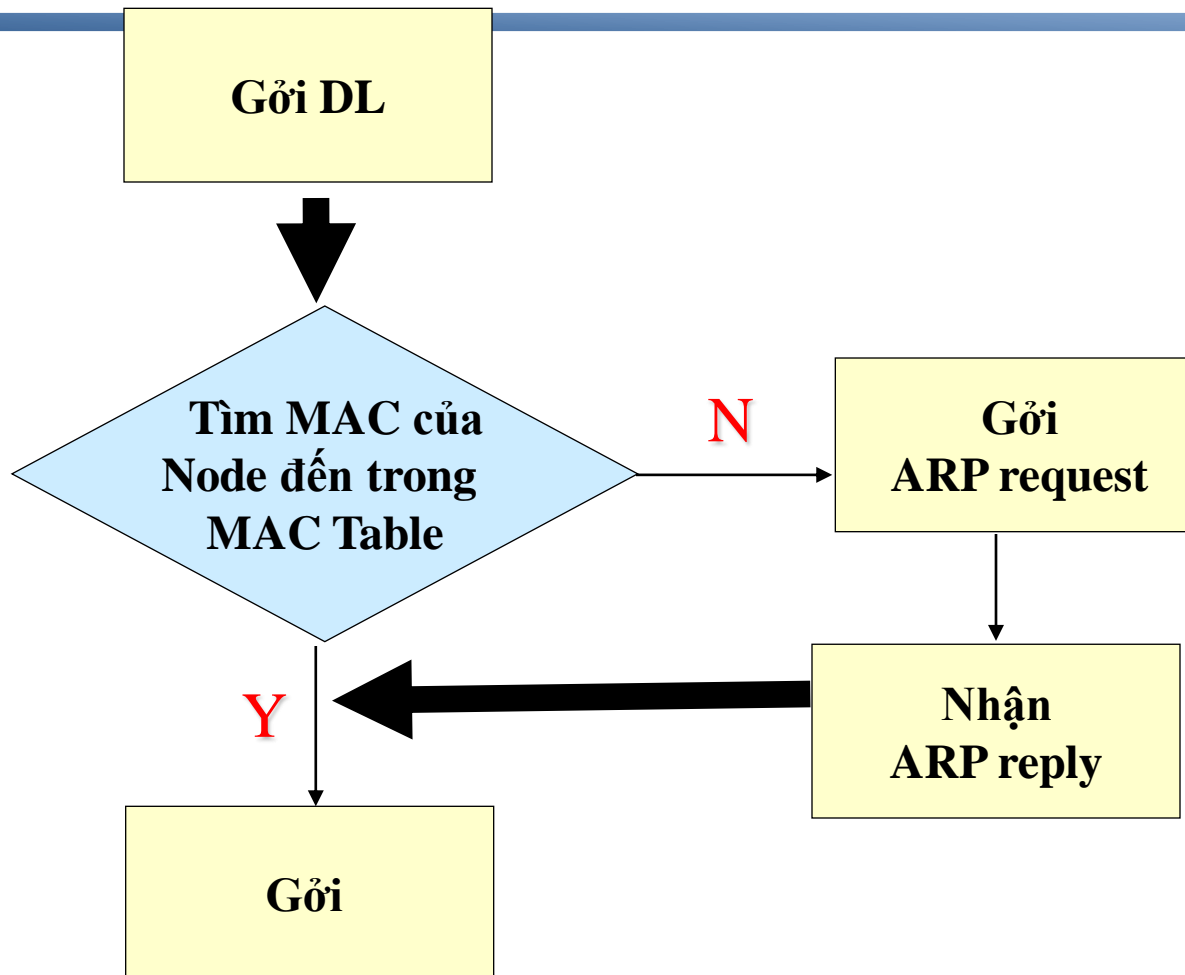 Gởi DL
Tìm MAC của
Node đến trong
MAC Table
N
Gởi
ARP request
Y
Nhận
ARP reply
Gởi